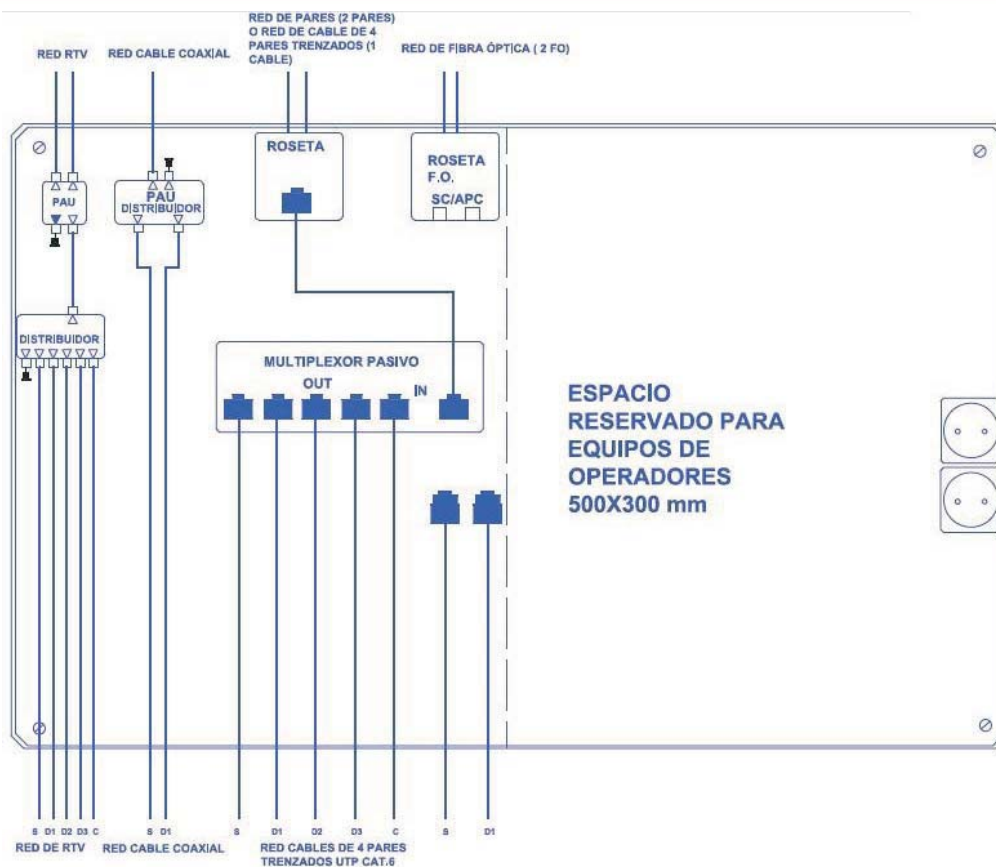 RED RTV
RED CABLE COAXIAL
RED DE PARES (2 PARES)
O RED DE CABLE DE 4
PARES TRENZADOS (1
CABLE)
RED DE FIBRA ÓPTICA ( 2 FO)
PAU
PAU
DISTRIBUIDOR
ROSETA
ROSETA
F.O.
SC/APC
DISTRIBUIDOR
MULTIPLEXOR PASIVO
OUT
IN
ESPACIO
RESERVADO PARA
EQUIPOS DE
OPERADORES
500X300 mm
S D1 D2 D3 C
RED DE RTV
S D1
RED CABLE COAXIAL
S D1 D2 D3 C
RED CABLES DE 4 PARES
TRENZADOS UTP CAT.6
S D1